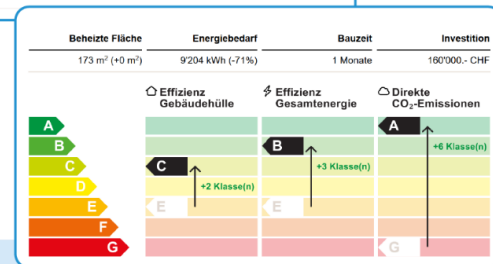 Beheizte Fläche Energiebedarf Bauzeit Investition
173 m² (+0 m²) 9'204 kWh (-71%) 1 Monate 160'000.- CHF
Effizienz Gebäudehülle
Effizienz Gesamtenergie
Direkte CO₂-Emissionen
A A
B B +6 Klasse(n)
C C +3 Klasse(n)
D +2 Klasse(n)
E E E
F
G G